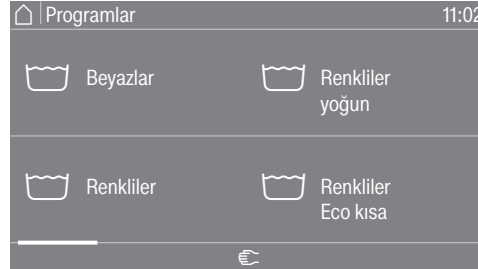 Programlar 11:02
Beyazlar
Renkliler
yoğun
Renkliler
Renkliler
Eco kısa